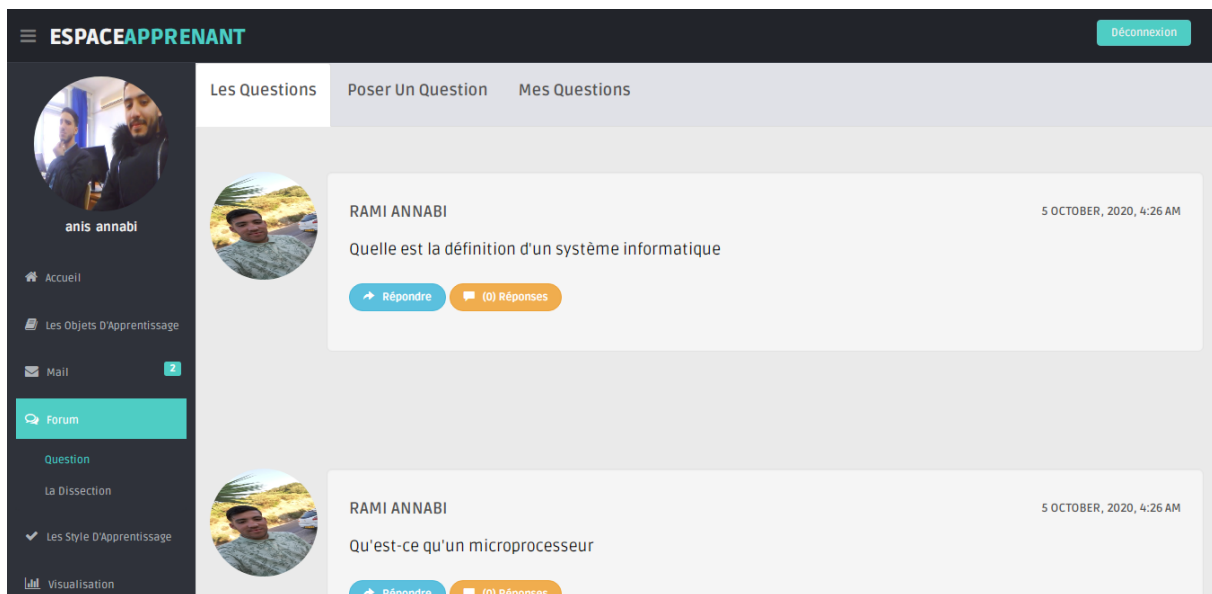 ESPACEAPPRENANT
Déconnexion
anis annabi
Accueil
Les Objets D'Apprentissage
Mail
2
Forum
Question
La Dissection
Les Style D'Apprentissage
Visualisation
Les Questions
Poser Un Question
Mes Questions
RAMI ANNABI
5 OCTOBER, 2020, 4:26 AM
Quelle est la définition d'un système informatique
Répondre
(0) Réponses
RAMI ANNABI
5 OCTOBER, 2020, 4:26 AM
Qu'est-ce qu'un microprocesseur
Répondre
(0) Réponses